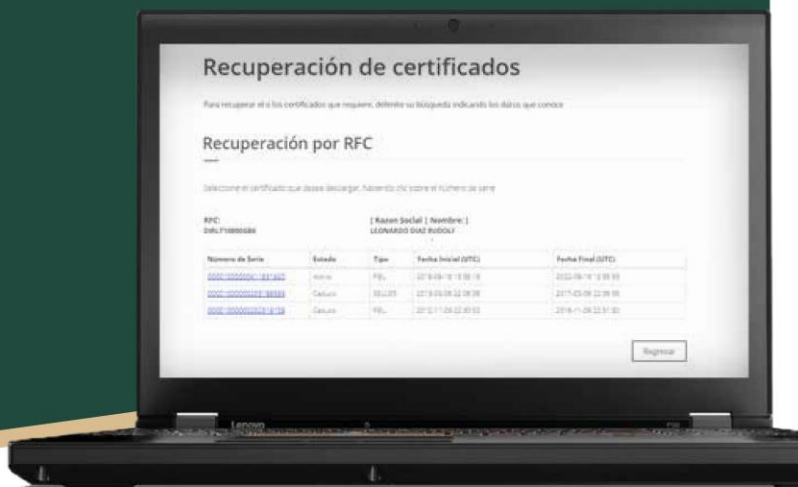 Recuperación de certificados
Para recuperar el o los certificados que requiere, delimite su búsqueda indicando los datos que conoce
Recuperación por RFC
Seleccione el certificado que desea descargar, haciendo clic sobre el número de serie
RFC: [ Razon Social | Nombre: ]
LEONARDO DIAZ RUDOLF
Número de Serie Estado Tipo Fecha Inicial (UTC) Fecha Final (UTC)
Activo FIEL
Caduco SELLOS
Caduco FIEL
Regresar
Lenovo